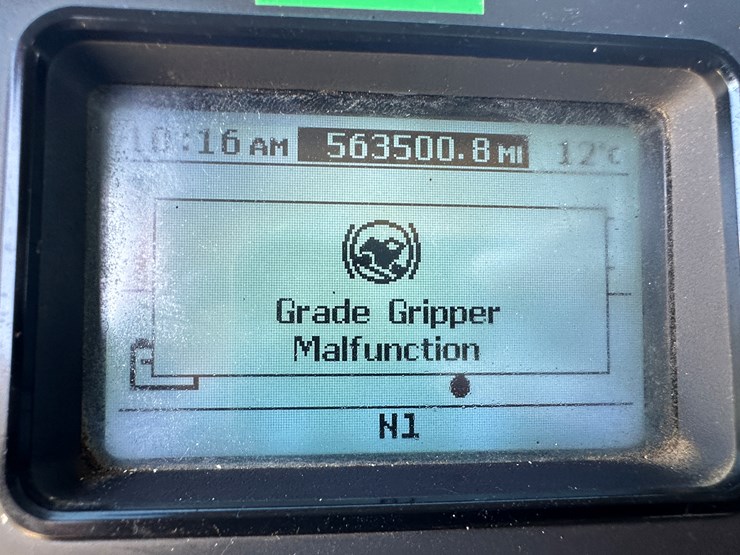 10:16 AM 563500.8 MI 12°C
Grade Gripper
Malfunction
N1